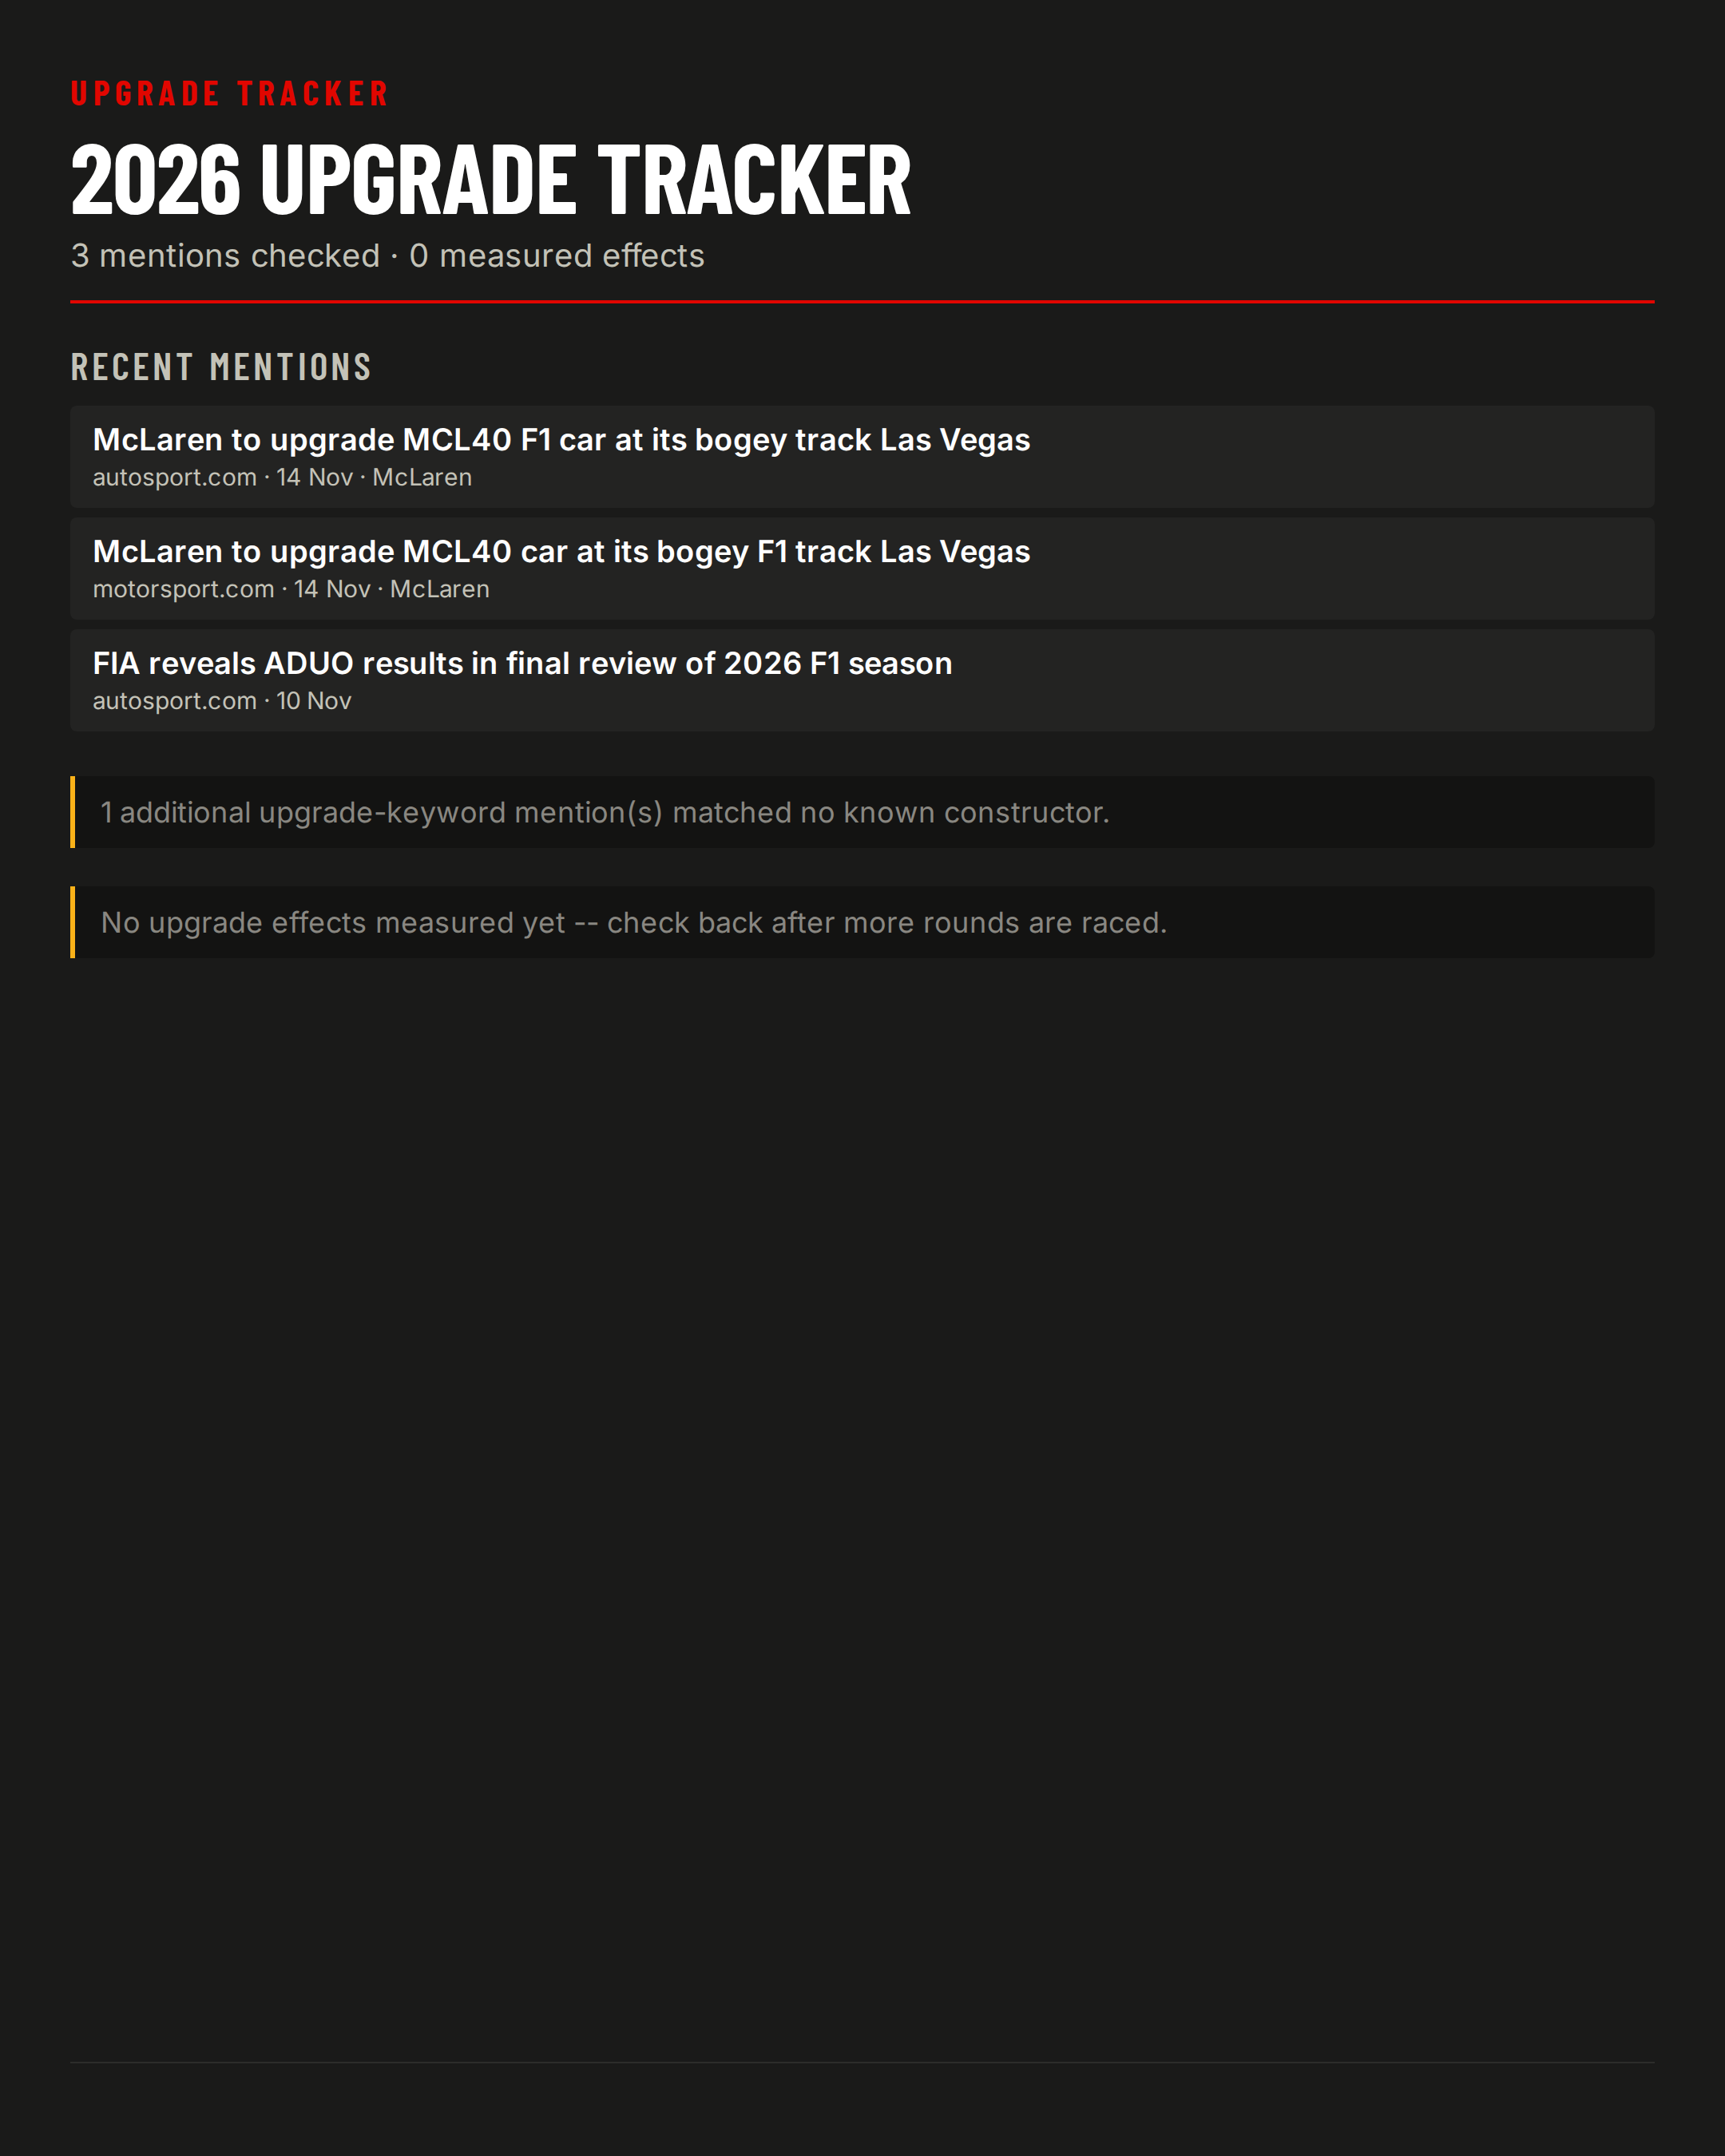 UPGRADE TRACKER
2026 UPGRADE TRACKER
3 mentions checked · 0 measured effects
RECENT MENTIONS
McLaren to upgrade MCL40 F1 car at its bogey track Las Vegas
autosport.com · 14 Nov · McLaren
McLaren to upgrade MCL40 car at its bogey F1 track Las Vegas
motorsport.com · 14 Nov · McLaren
FIA reveals ADUO results in final review of 2026 F1 season
autosport.com · 10 Nov
1 additional upgrade-keyword mention(s) matched no known constructor.
No upgrade effects measured yet -- check back after more rounds are raced.